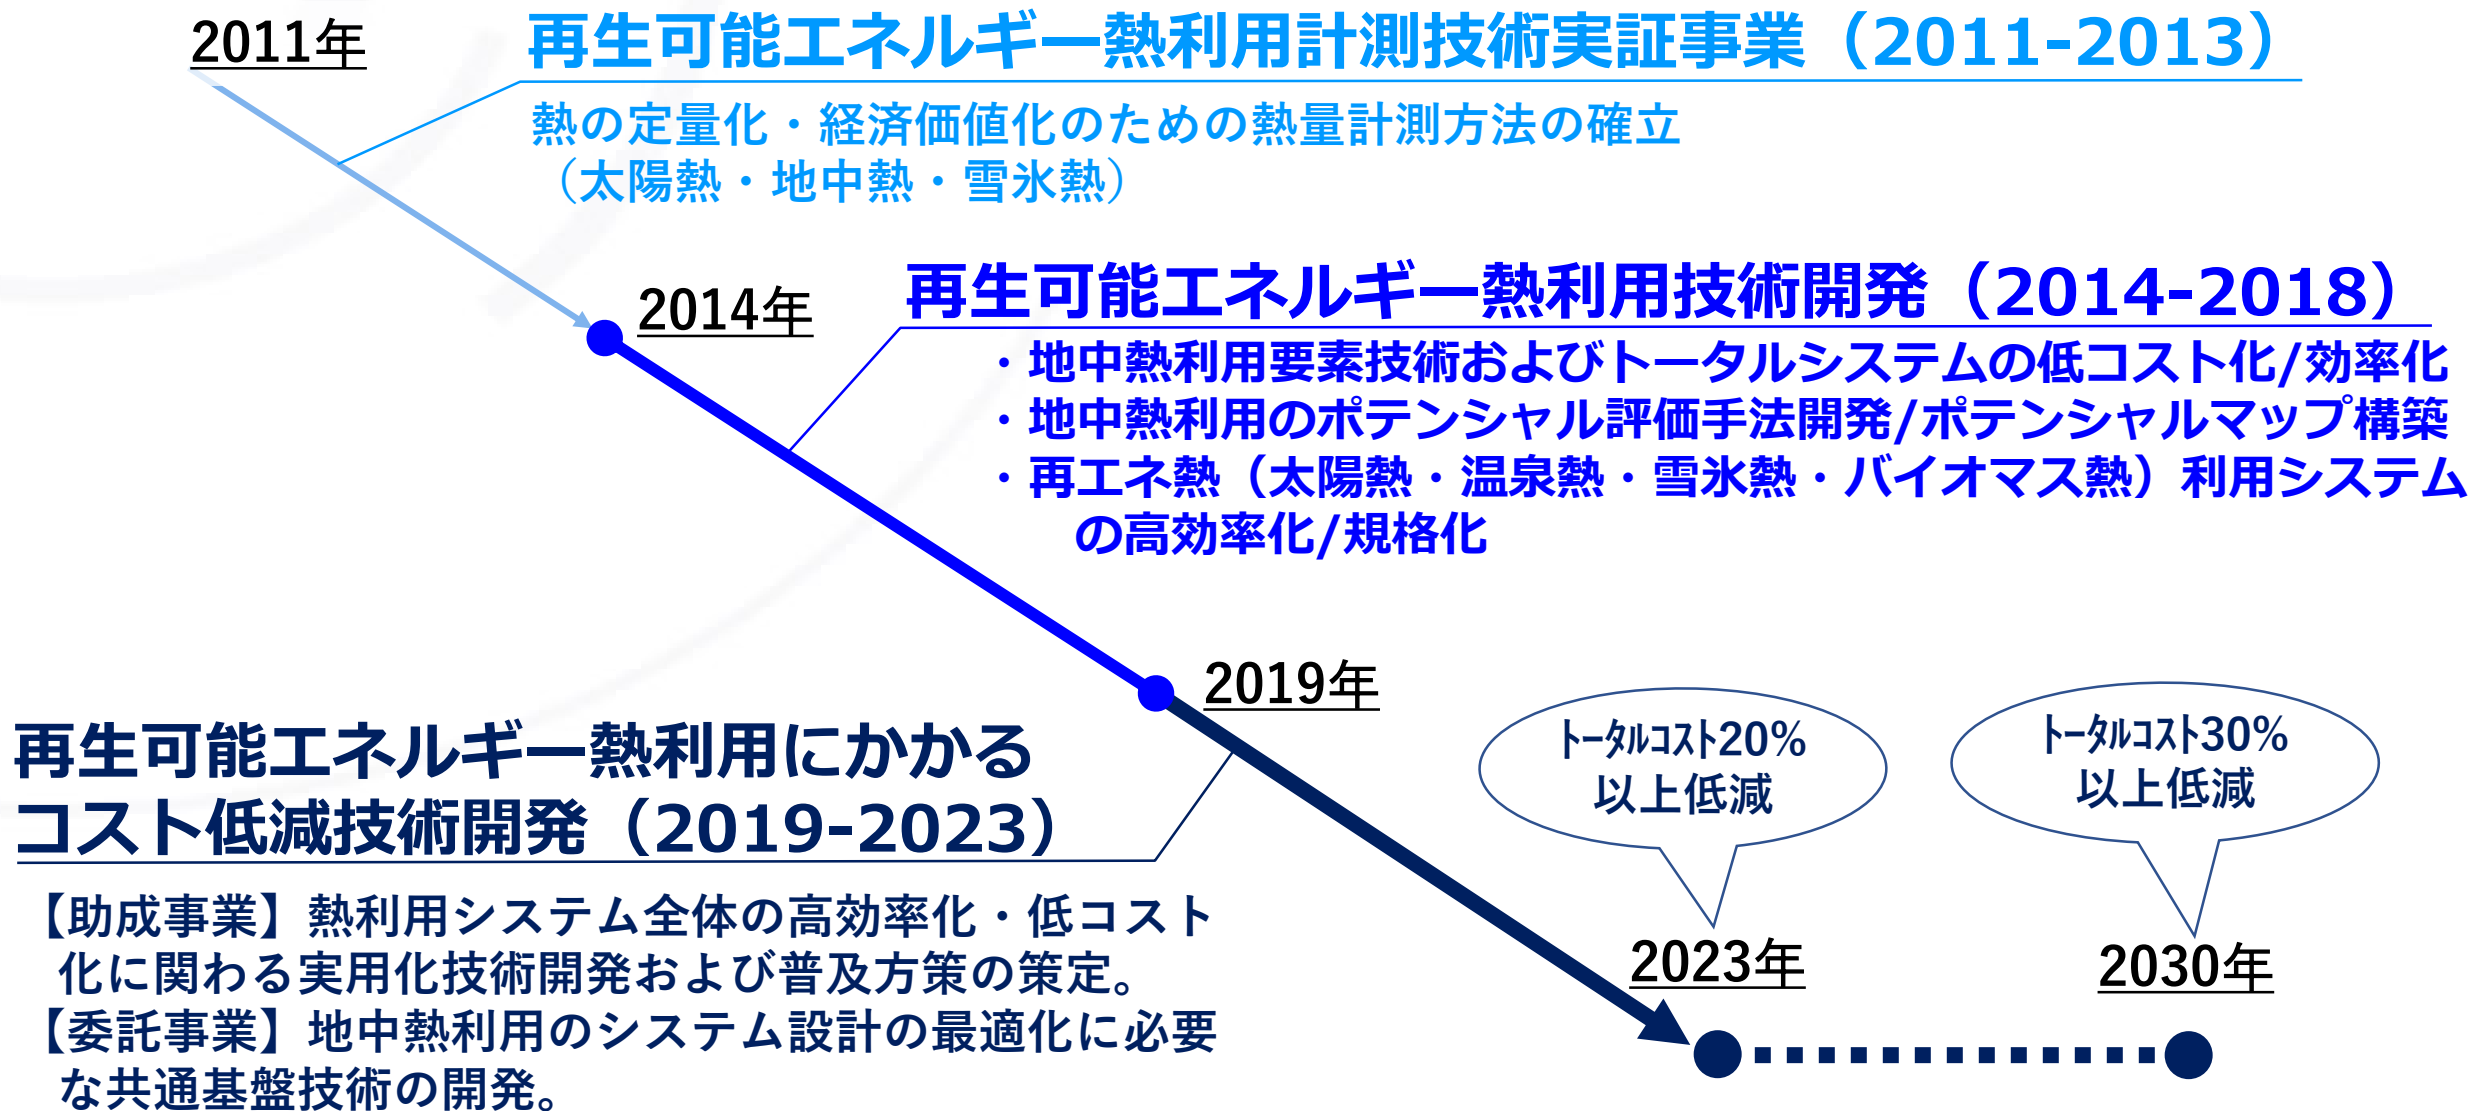 2011年
再生可能エネルギー熱利用計測技術実証事業（2011-2013）
熱の定量化・経済価値化のための熱量計測方法の確立
（太陽熱・地中熱・雪氷熱）
2014年
再生可能エネルギー熱利用技術開発（2014-2018）
・地中熱利用要素技術およびトータルシステムの低コスト化/効率化
・地中熱利用のポテンシャル評価手法開発/ポテンシャルマップ構築
・再エネ熱（太陽熱・温泉熱・雪氷熱・バイオマス熱）利用システム
の高効率化/規格化
2019年
再生可能エネルギー熱利用にかかる
コスト低減技術開発（2019-2023）
【助成事業】熱利用システム全体の高効率化・低コスト
化に関わる実用化技術開発および普及方策の策定。
【委託事業】地中熱利用のシステム設計の最適化に必要
な共通基盤技術の開発。
ﾄｰﾀﾙｺｽﾄ20%
以上低減
2023年
ﾄｰﾀﾙｺｽﾄ30%
以上低減
2030年